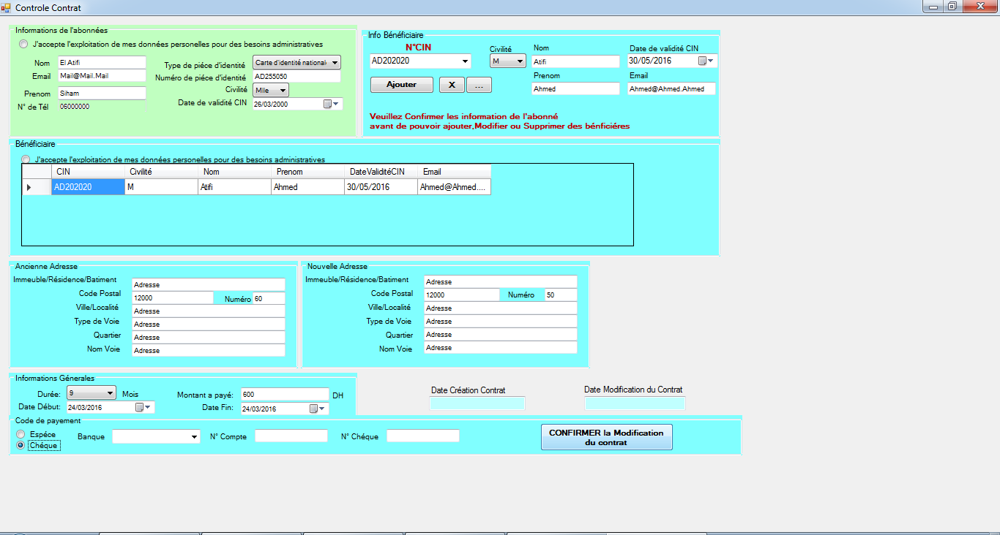 Controle Contrat
Informations de l'abonnées
J'accepte l'exploitation de mes données personelles pour des besoins administratives
Nom El Atifi
Email Mail@Mail.Mail
Prenom Siham
N° de Tél 06000000
Type de piéce d'identité Carte d'identité national
Numéro de piéce d'identité AD255050
Civilité Mlle
Date de validité CIN 26/03/2000
Info Bénéficiaire
N°CIN
AD202020
Civilité
M
Nom
Atifi
Date de validité CIN
30/05/2016
Ajouter X ...
Prenom
Ahmed
Email
Ahmed@Ahmed.Ahmed
Veuillez Confirmer les information de l'abonné
avant de pouvoir ajouter,Modifier ou Supprimer des bénficiéres
Bénéficiaire
J'accepte l'exploitation de mes données personelles pour des besoins administratives
CIN Civilité Nom Prenom DateValiditéCIN Email
AD202020 M Atifi Ahmed 30/05/2016 Ahmed@Ahmed....
Ancienne Adresse
Immeuble/Résidence/Batiment Adresse
Code Postal 12000 Numéro 60
Ville/Localité Adresse
Type de Voie Adresse
Quartier Adresse
Nom Voie Adresse
Nouvelle Adresse
Immeuble/Résidence/Batiment Adresse
Code Postal 12000 Numéro 50
Ville/Localité Adresse
Type de Voie Adresse
Quartier Adresse
Nom Voie Adresse
Informations Génerales
Durée: 9 Mois Montant a payé: 600 DH
Date Début: 24/03/2016 Date Fin: 24/03/2016
Date Création Contrat
Date Modification du Contrat
Code de payement
Espéce
Chéque
Banque N° Compte N° Chéque
CONFIRMER la Modification
du contrat